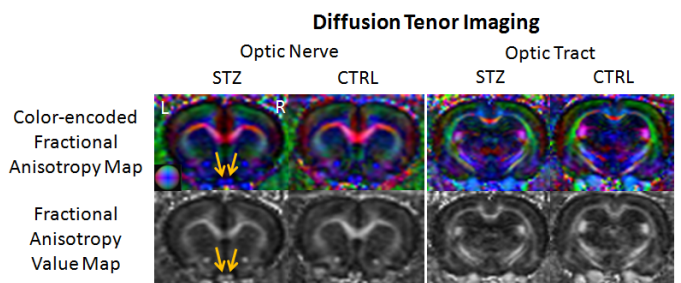 Diffusion Tenor Imaging
Optic Nerve
Optic Tract
STZ
CTRL
STZ
CTRL
L
R
Color-encoded
Fractional
Anisotropy Map
Fractional
Anisotropy
Value Map